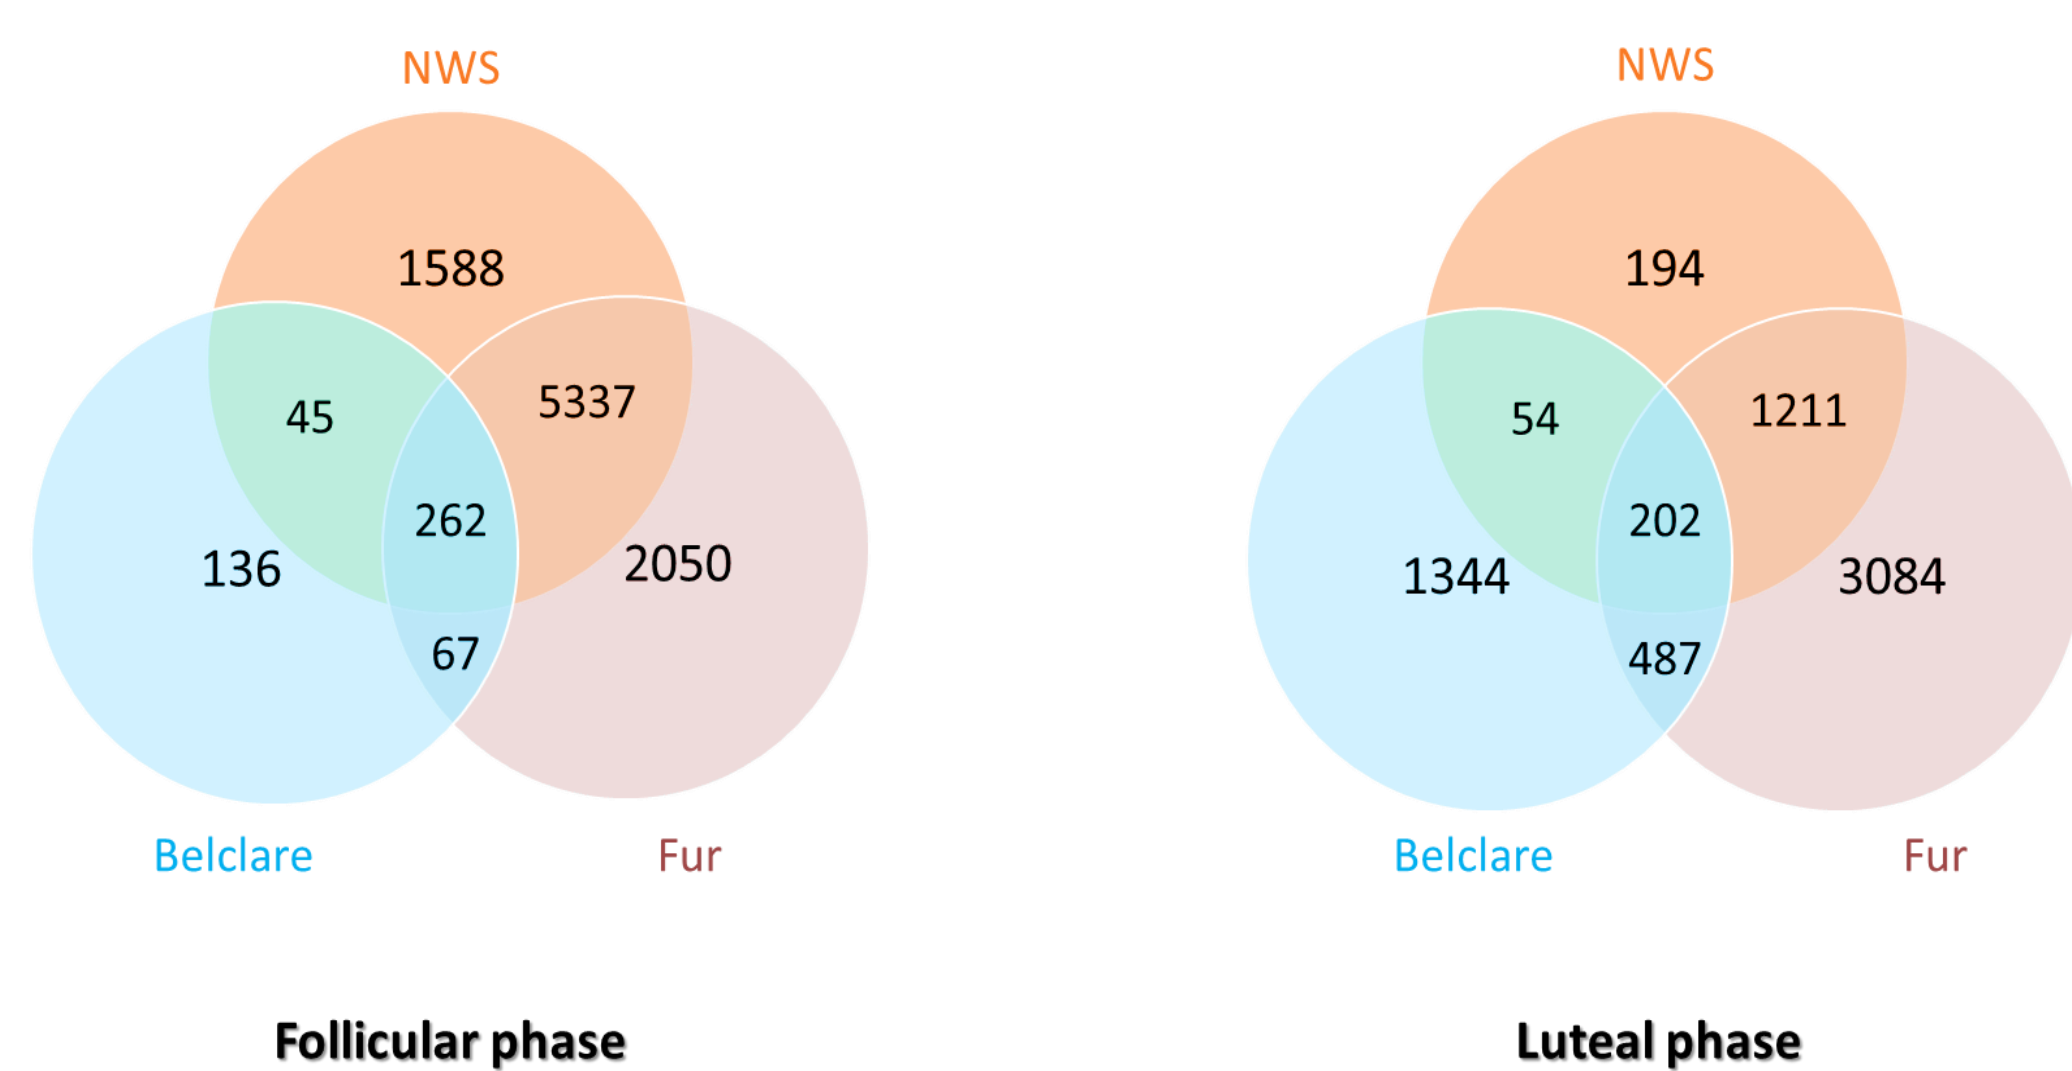 NWS
1588
45
5337
262
136
2050
67
Belclare
Fur
Follicular phase
NWS
194
54
1211
202
1344
3084
487
Belclare
Fur
Luteal phase